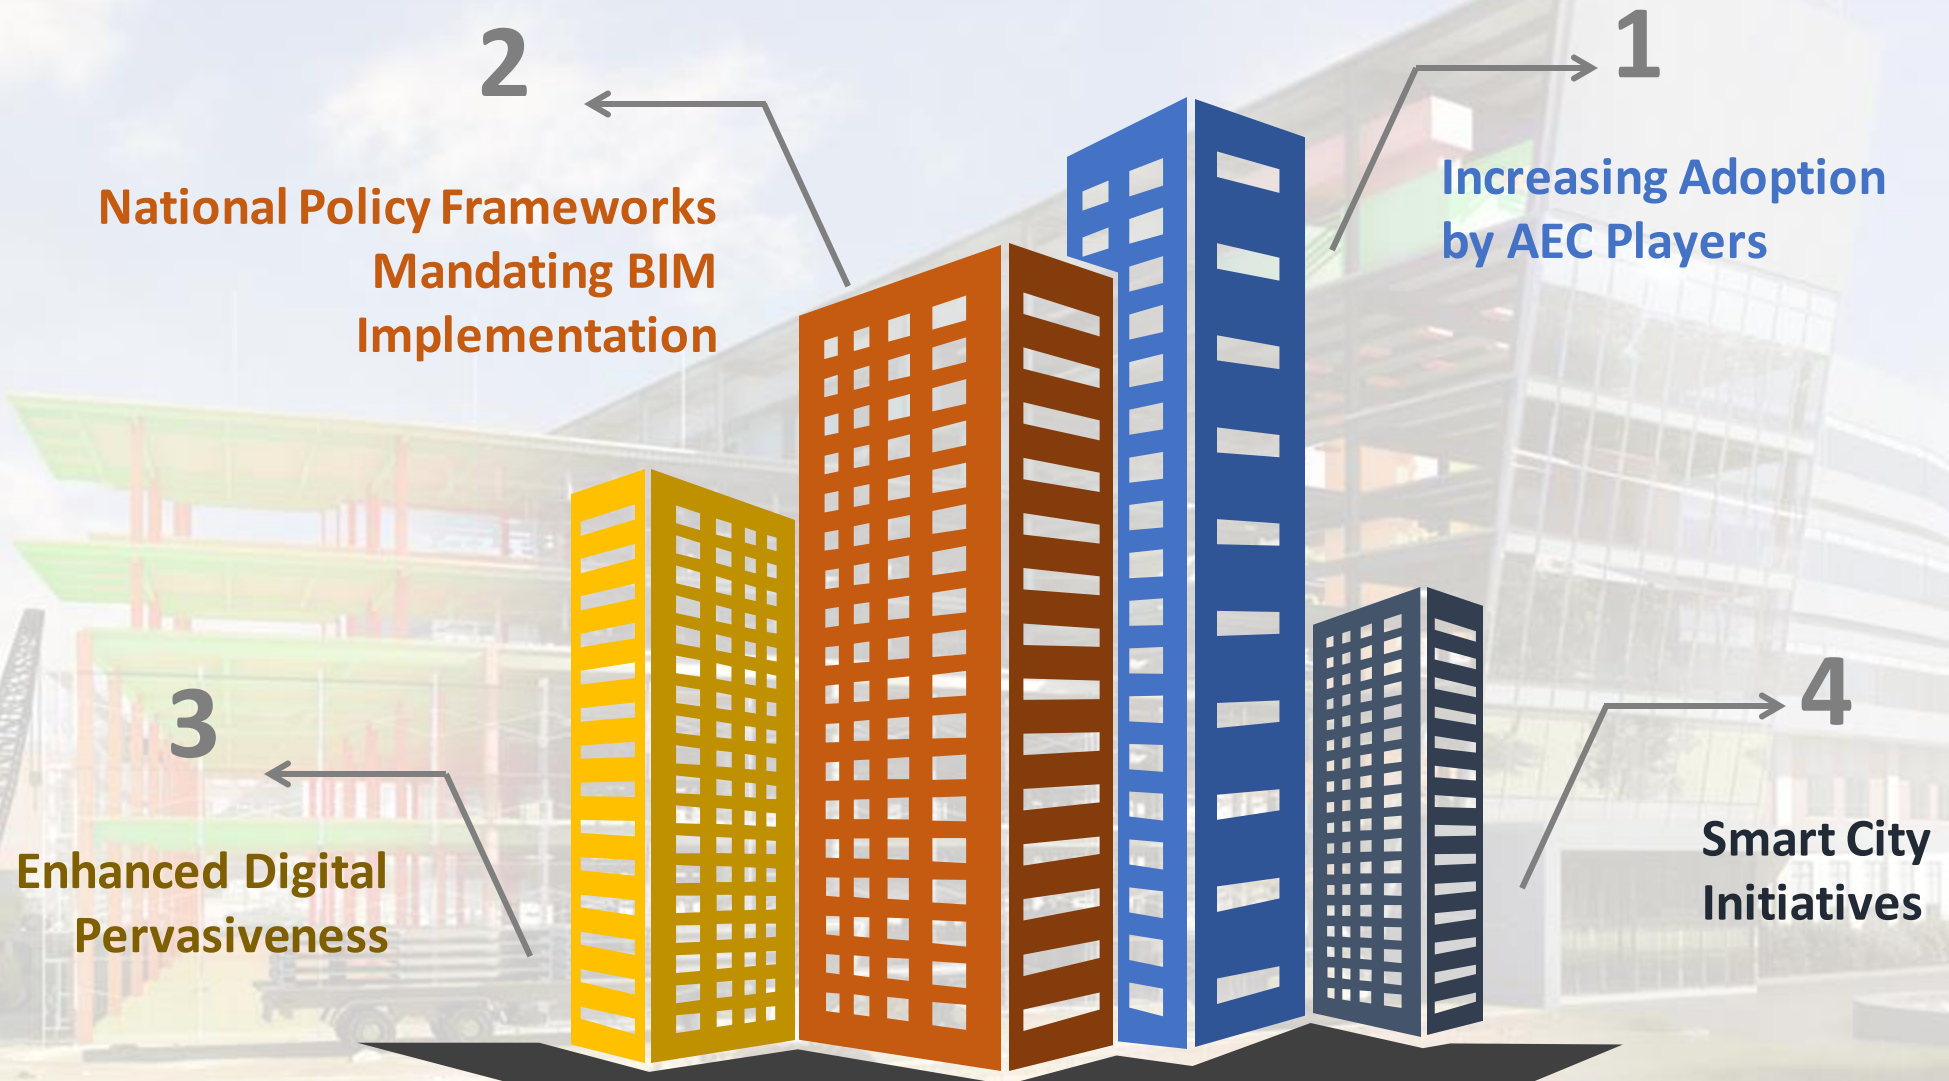 1
Increasing Adoption
by AEC Players
2
National Policy Frameworks
Mandating BIM
Implementation
3
Enhanced Digital
Pervasiveness
4
Smart City
Initiatives